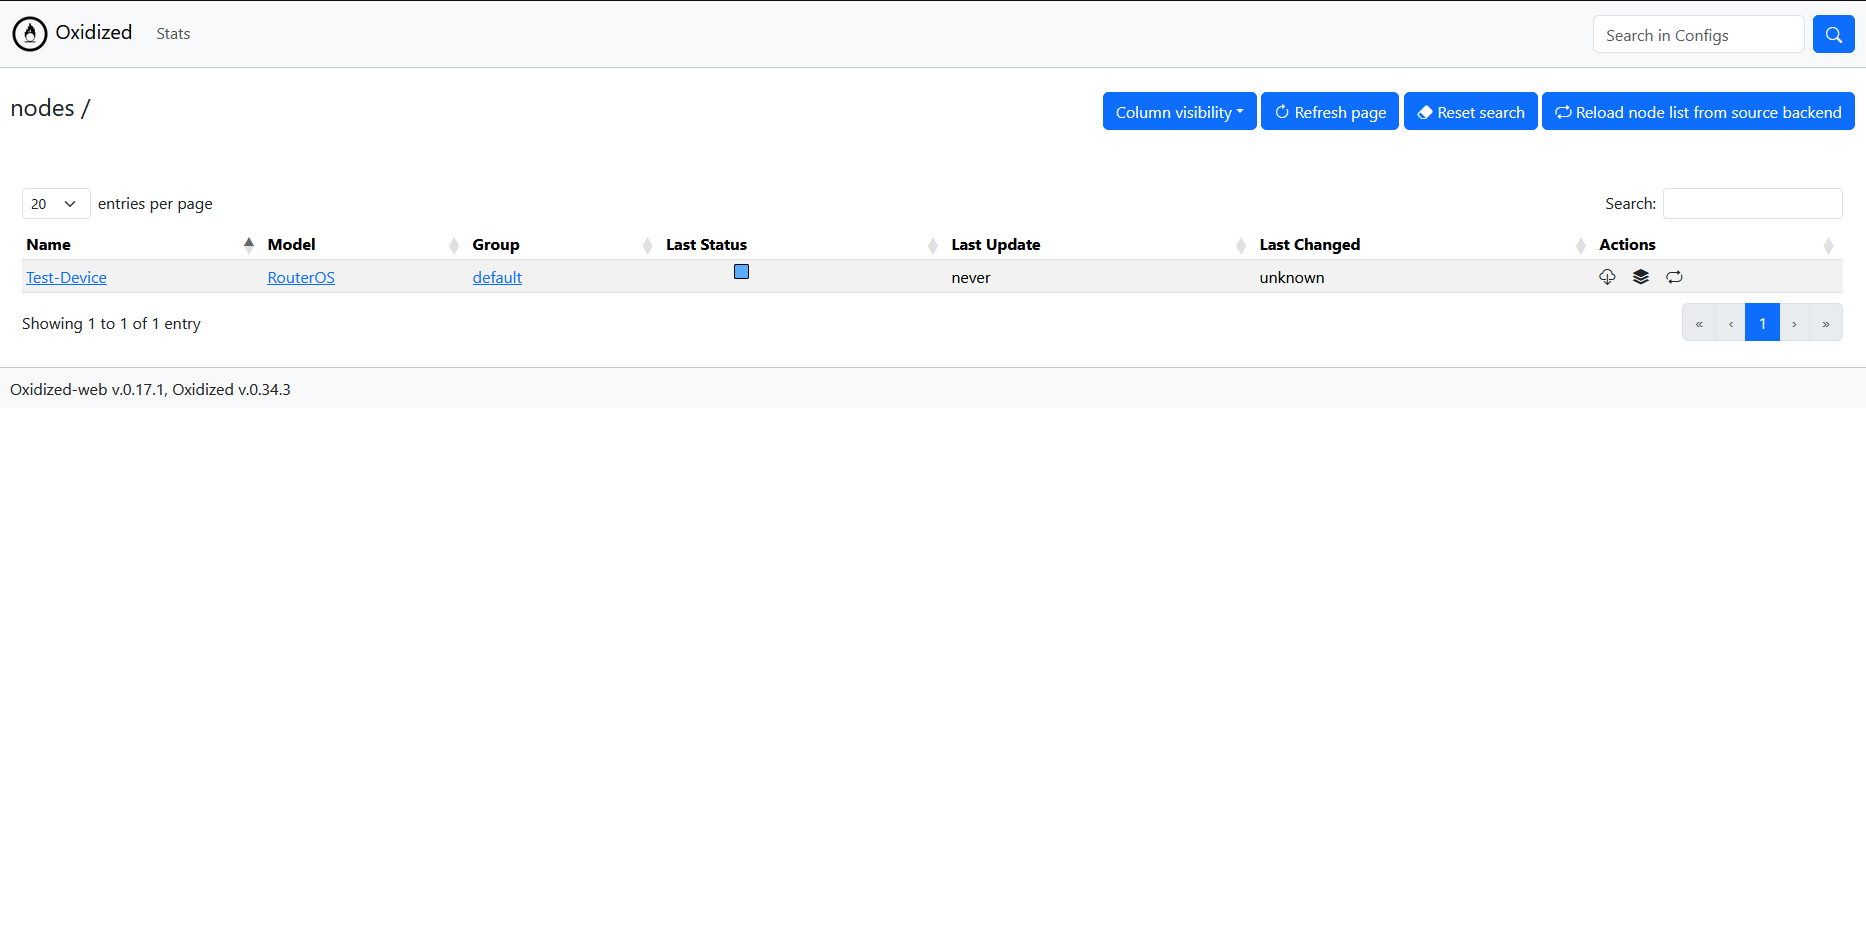 Oxidized Stats Search in Configs
nodes / Column visibility Refresh page Reset search Reload node list from source backend
20 entries per page Search:
Name Model Group Last Status Last Update Last Changed Actions
Test-Device RouterOS default never unknown
Showing 1 to 1 of 1 entry « ‹ 1 › »
Oxidized-web v.0.17.1, Oxidized v.0.34.3